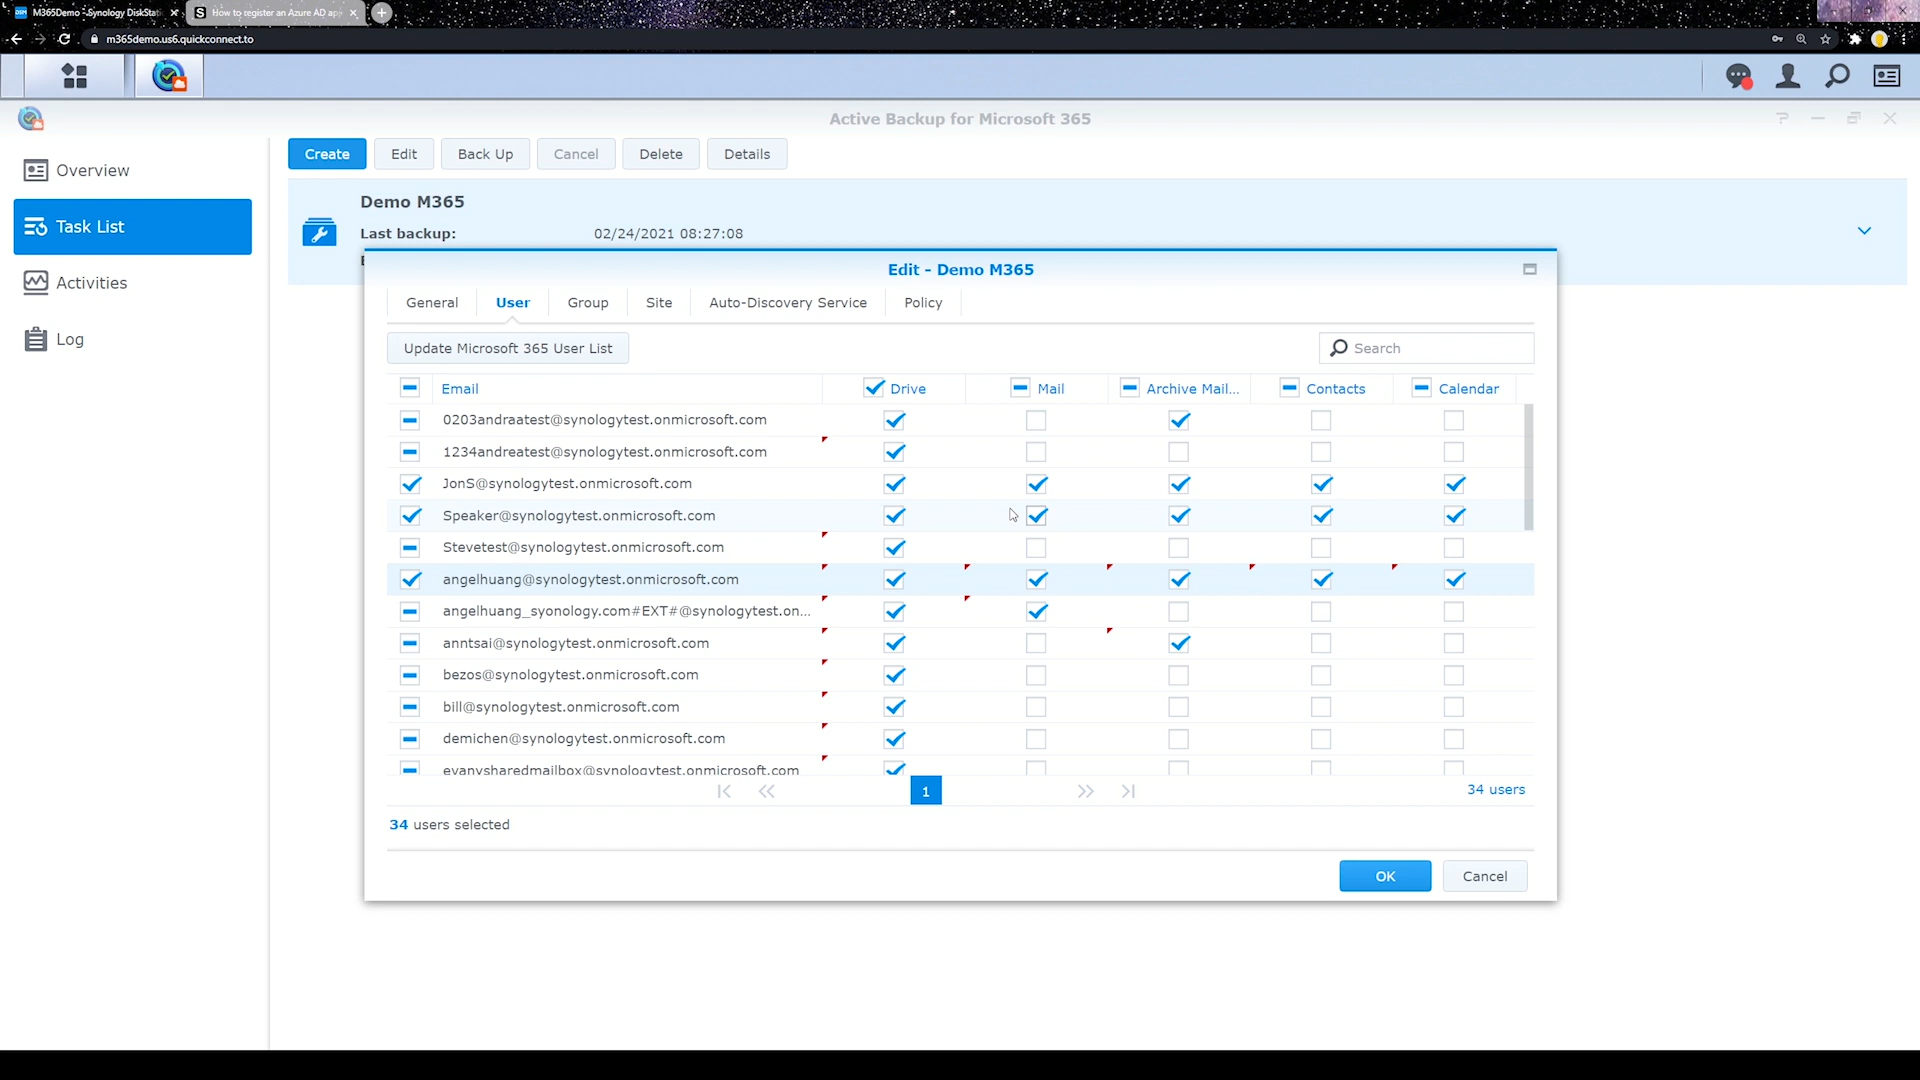 M365Demo - Synology DiskStati
How to register an Azure AD app
m365demo.us6.quickconnect.to
Active Backup for Microsoft 365
Overview
Task List
Activities
Log
Create Edit Back Up Cancel Delete Details
Demo M365
Last backup: 02/24/2021 08:27:08
Edit - Demo M365
General User Group Site Auto-Discovery Service Policy
Update Microsoft 365 User List Search
Email Drive Mail Archive Mail... Contacts Calendar
0203andraatest@synologytest.onmicrosoft.com
1234andreatest@synologytest.onmicrosoft.com
JonS@synologytest.onmicrosoft.com
Speaker@synologytest.onmicrosoft.com
Stevetest@synologytest.onmicrosoft.com
angelhuang@synologytest.onmicrosoft.com
angelhuang_syonology.com#EXT#@synologytest.on...
anntsai@synologytest.onmicrosoft.com
bezos@synologytest.onmicrosoft.com
bill@synologytest.onmicrosoft.com
demichen@synologytest.onmicrosoft.com
evanysharedmailbox@synologytest.onmicrosoft.com
1 34 users
34 users selected
OK Cancel